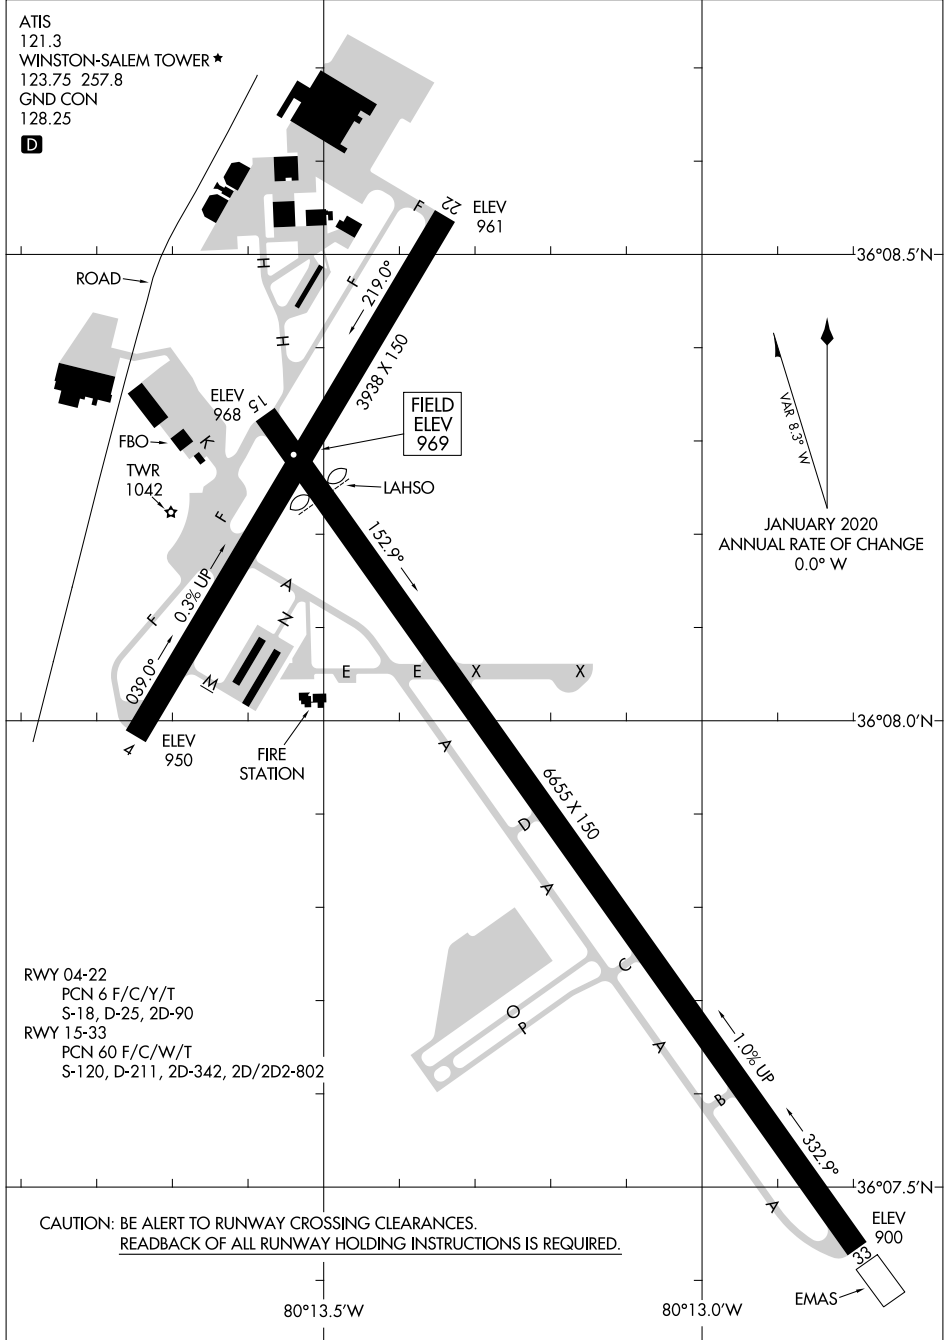 ATIS
121.3
WINSTON-SALEM TOWER★
123.75 257.8
GND CON
128.25
D
F
22
ELEV
961
36°08.5'N
H
ROAD
F
219.0°
H
3938 X 150
ELEV
968
15
FIELD
ELEV
969
FBO
K
TWR
1042
LAHSO
VAR 8.3° W
F
152.9°
JANUARY 2020
ANNUAL RATE OF CHANGE
0.0° W
0.3% UP
A
F
N
039.0°
M
E
E
X
X
4
ELEV
950
FIRE
STATION
A
36°08.0'N
6655 X 150
D
A
RWY 04-22
PCN 6 F/C/Y/T
S-18, D-25, 2D-90
RWY 15-33
PCN 60 F/C/W/T
S-120, D-211, 2D-342, 2D/2D2-802
C
O
P
A
1.0% UP
B
332.9°
36°07.5'N
A
CAUTION: BE ALERT TO RUNWAY CROSSING CLEARANCES.
READBACK OF ALL RUNWAY HOLDING INSTRUCTIONS IS REQUIRED.
ELEV
900
33
EMAS
80°13.5'W
80°13.0'W